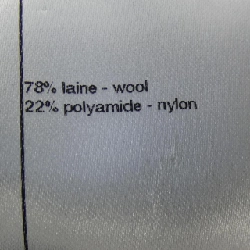 78% laine - wool
22% polyamide - nylon